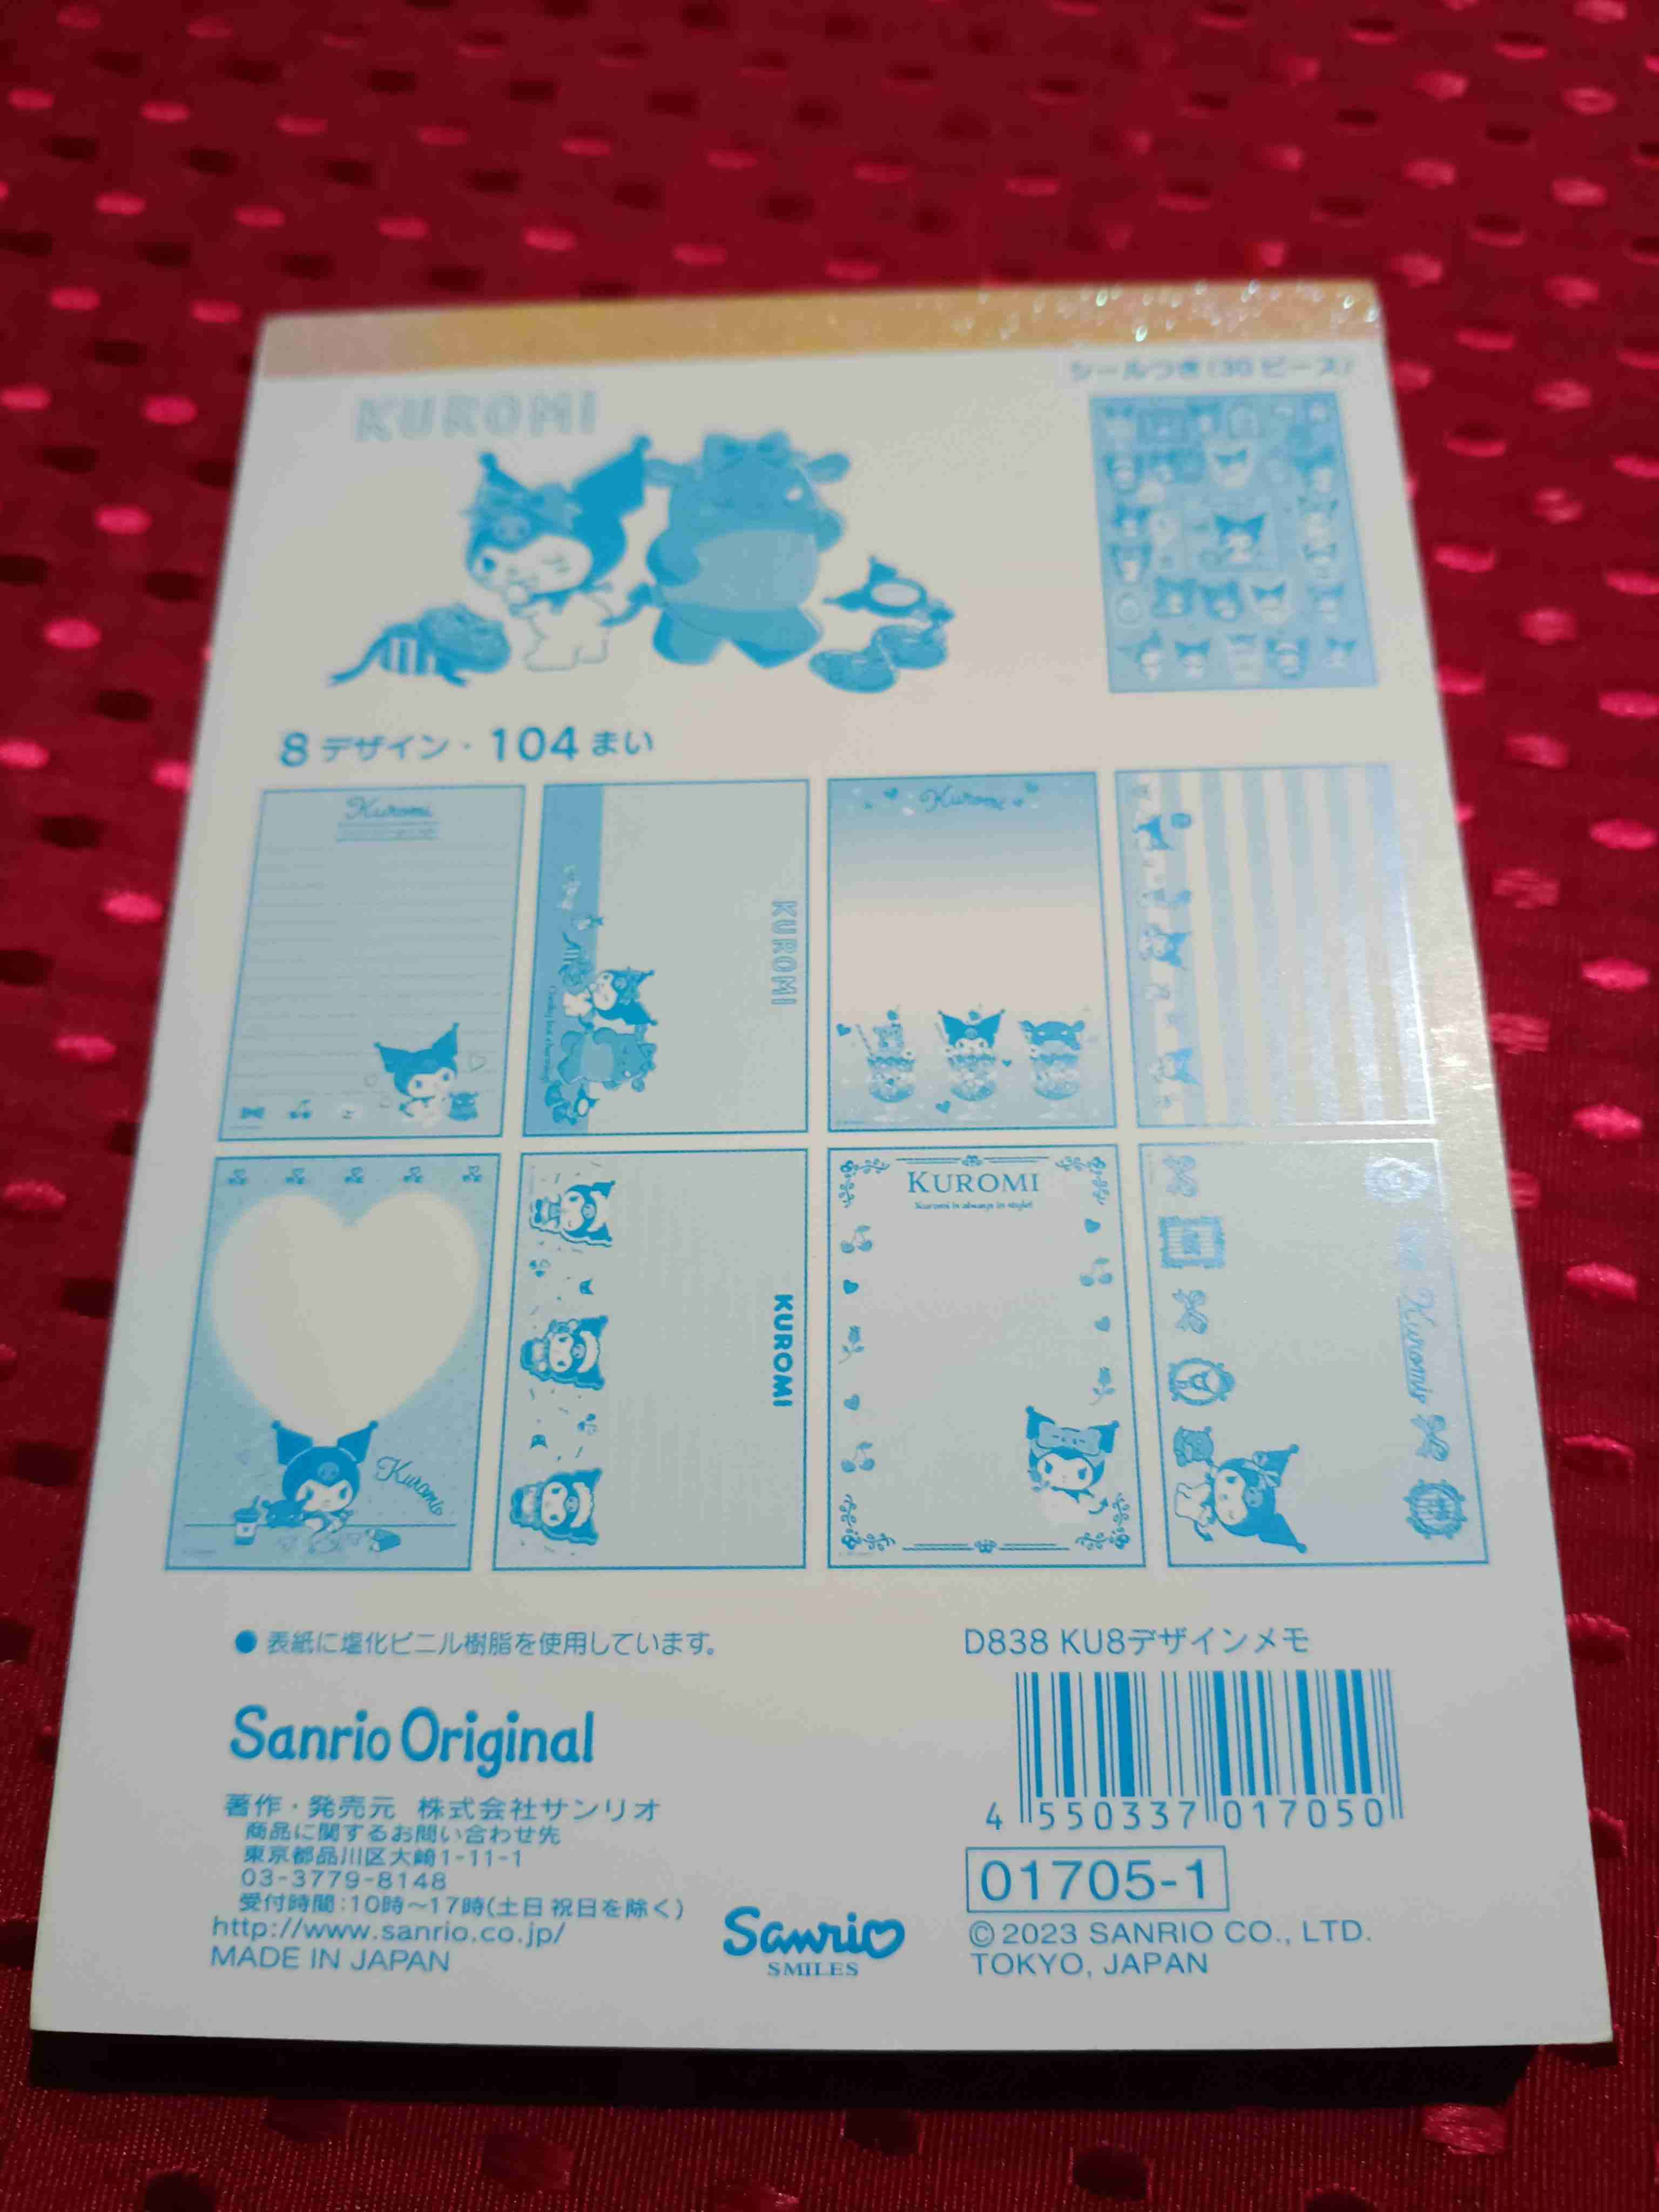 シールつき(30 ピース)
KUROMI
8 デザイン・104 まい
Kuromi
KUROMI
Kuromi
Kuromi
KUROMI
KUROMI
Kuromi is always in style!
Kuromi
● 表紙に塩化ビニル樹脂を使用しています。
D838 KU8デザインメモ
Sanrio Original
4 550337 017050
著作・発売元 株式会社サンリオ
商品に関するお問い合わせ先
東京都品川区大崎1-11-1
03-3779-8148
受付時間:10時〜17時(土日 祝日を除く)
http://www.sanrio.co.jp/
MADE IN JAPAN
Sanrio
SMILES
01705-1
© 2023 SANRIO CO., LTD.
TOKYO, JAPAN